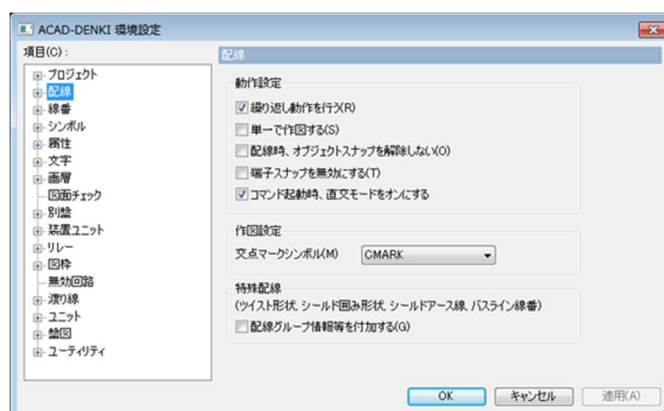 ACAD-DENKI 環境設定
項目(C):
プロジェクト
配線
線番
シンボル
属性
文字
画層
図面チェック
別盤
装置ユニット
リレー
図枠
無効回路
渡り線
ユニット
盤図
ユーティリティ
配線
動作設定
繰り返し動作を行う(R)
単一で作図する(S)
配線時、オブジェクトスナップを解除しない(O)
端子スナップを無効にする(T)
コマンド起動時、直交モードをオンにする
作図設定
交点マークシンボル(M) CMARK
特殊配線
(ツイスト形状、シールド囲み形状、シールドアース線、バスライン線番)
配線グループ情報等を付加する(G)
OK キャンセル 適用(A)